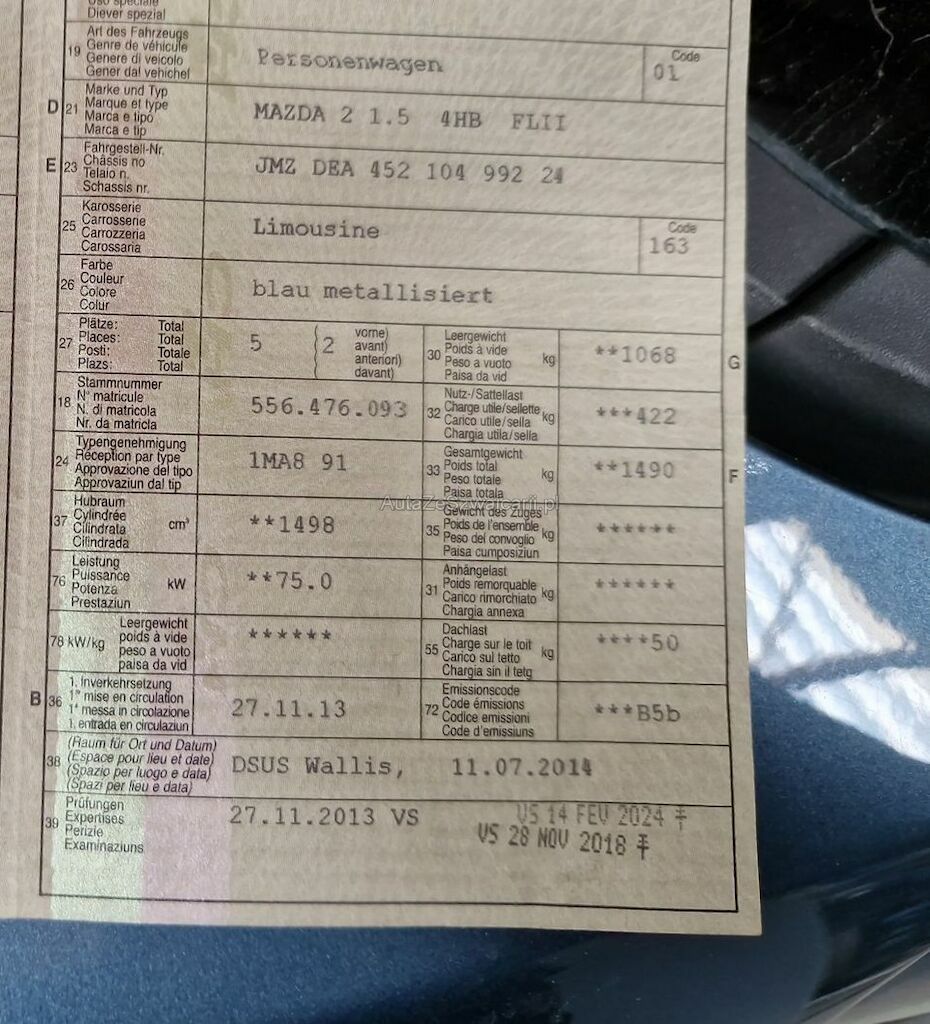 Uso speciale
Diever spezial
19
Art des Fahrzeugs
Genre de véhicule
Genere di veicolo
Gener dal vehichel
Personenwagen
Code
01
D
21
Marke und Typ
Marque et type
Marca e tipo
Marca e tip
MAZDA 2 1.5 4HB FLII
E
23
Fahrgestell-Nr.
Châssis no
Telaio n.
Schassis nr.
JMZ DEA 452 104 992 24
25
Karosserie
Carrosserie
Carrozzeria
Carossaria
Limousine
Code
163
26
Farbe
Couleur
Colore
Colur
blau metallisiert
27
Plätze: Total
Places: Total
Posti: Totale
Plazs: Total
5
2
vorne)
avant)
anteriori)
davant)
30
Leergewicht
Poids à vide
Peso a vuoto
Paisa da vid
kg
**1068
G
18
Stammnummer
N° matricule
N. di matricola
Nr. da matricla
556.476.093
32
Nutz-/Sattellast
Charge utile/sellette
Carico utile/sella
Chargia utila/sella
kg
***422
24
Typengenehmigung
Réception par type
Approvazione del tipo
Approvaziun dal tip
1MA8 91
33
Gesamtgewicht
Poids total
Peso totale
Paisa totala
kg
**1490
F
AutaZeSzwajcarii.pl
37
Hubraum
Cylindrée
Cilindrata
Cilindrada
cm³
**1498
35
Gewicht des Zuges
Poids de l'ensemble
Peso del convoglio
Paisa cumposiziun
kg
******
76
Leistung
Puissance
Potenza
Prestaziun
kW
**75.0
31
Anhängelast
Poids remorquable
Carico rimorchiato
Chargia annexa
kg
******
78 kW/kg
Leergewicht
poids à vide
peso a vuoto
paisa da vid
******
55
Dachlast
Charge sur le toit
Carico sul tetto
Chargia sin il tetg
kg
****50
B
36
1. Inverkehrsetzung
1re mise en circulation
1a messa in circolazione
1. entrada en circulaziun
27.11.13
72
Emissionscode
Code émissions
Codice emissioni
Code d'emissiuns
***B5b
38
(Raum für Ort und Datum)
(Espace pour lieu et date)
(Spazio per luogo e data)
(Spazi per lieu e data)
DSUS Wallis, 11.07.2014
39
Prüfungen
Expertises
Perizie
Examinaziuns
27.11.2013 VS
VS 14 FEV 2024
VS 28 NOV 2018